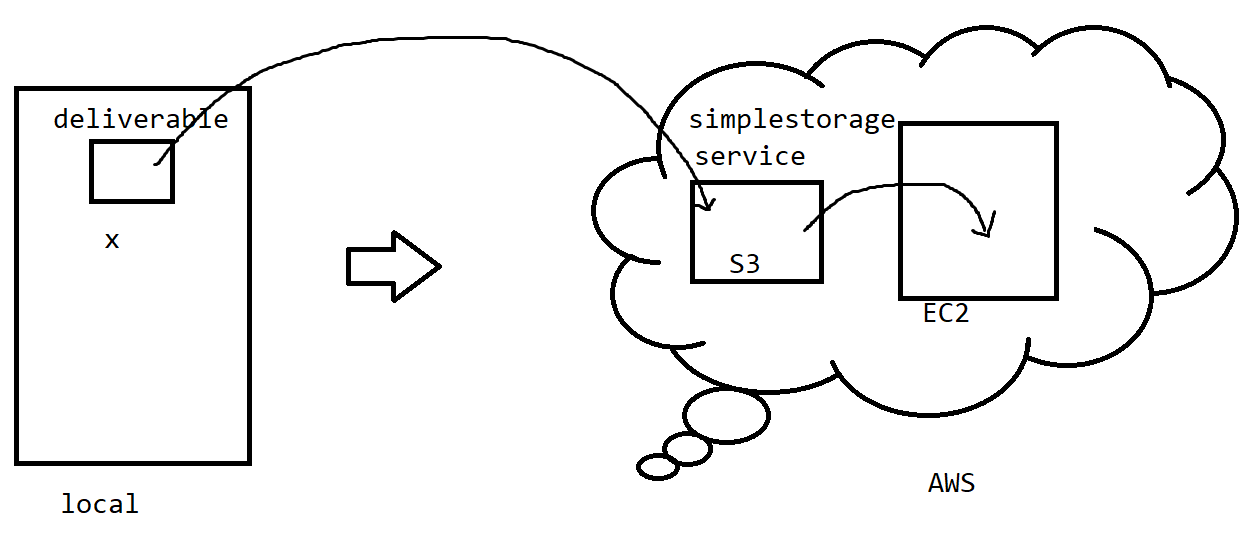 deliverable
x
local
simplestorage
service
S3
EC2
AWS